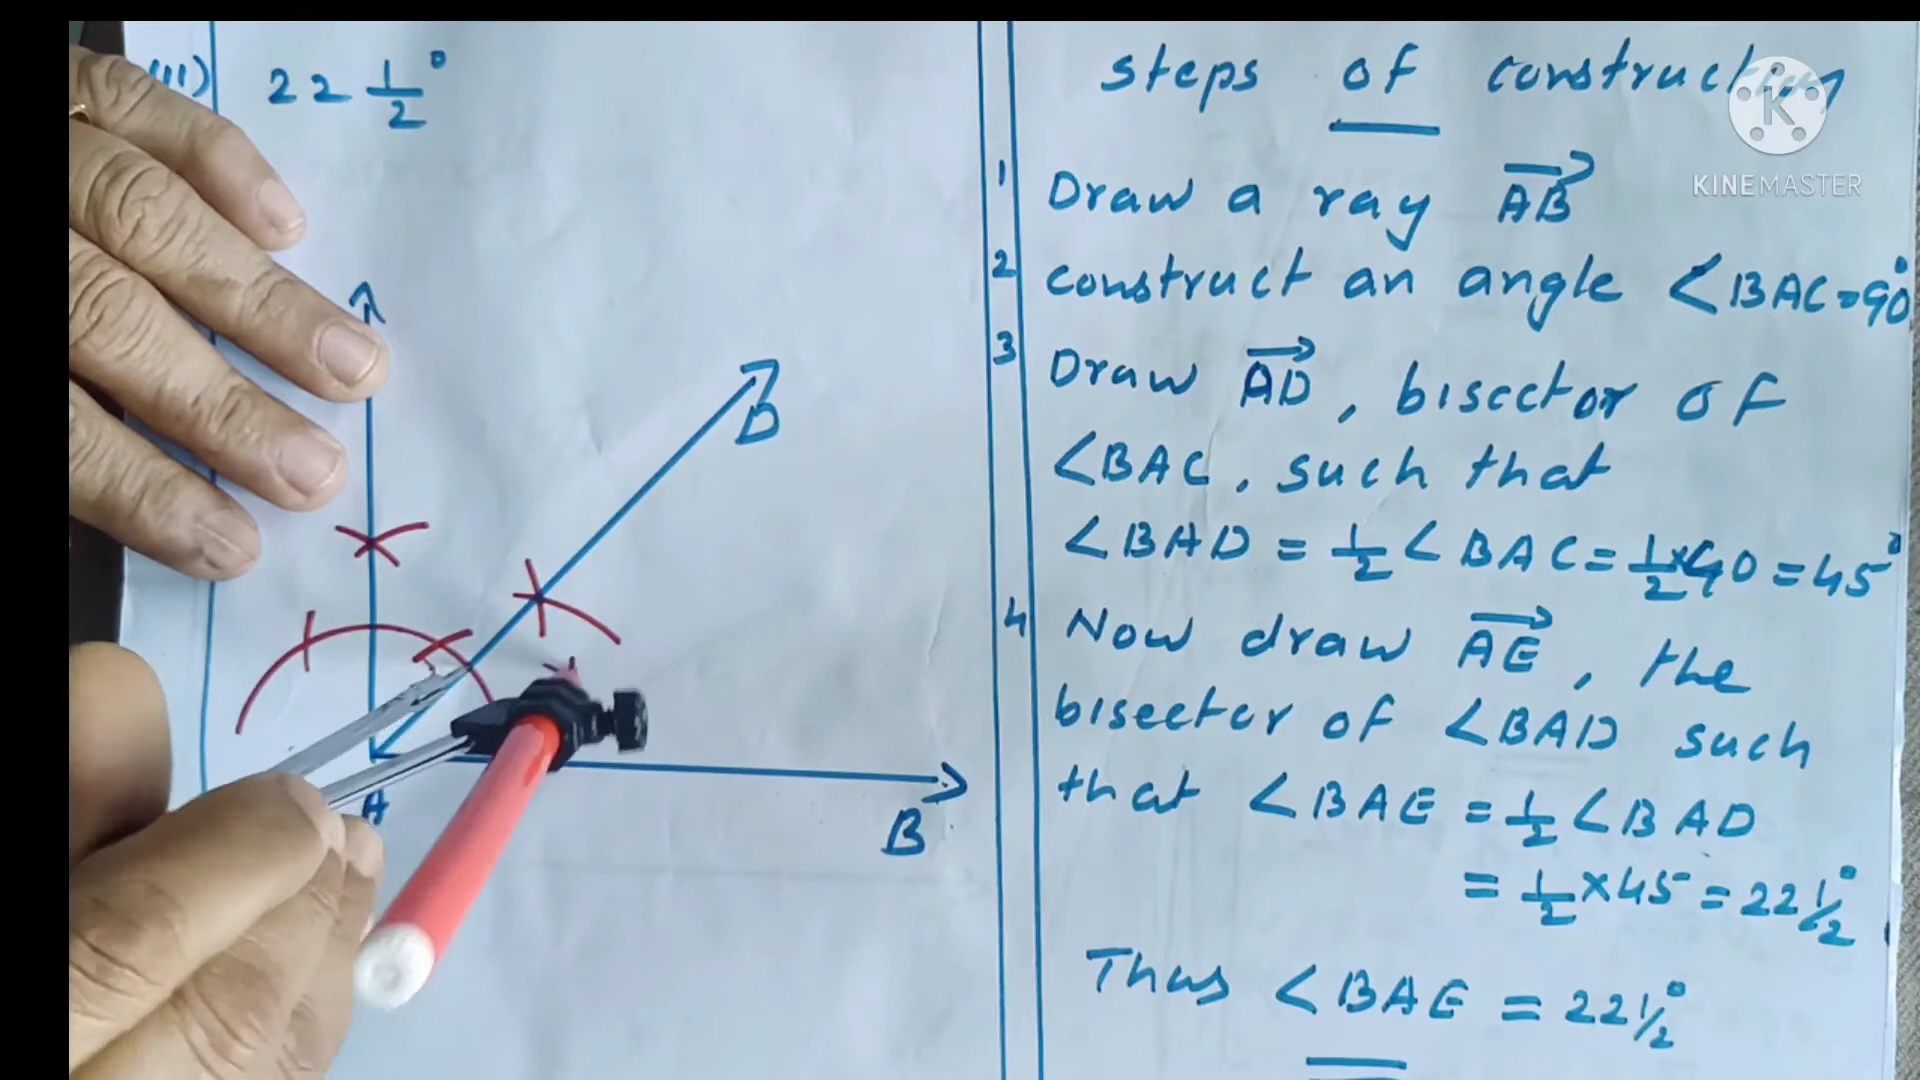 (11) 22 1/2°
D
A
B
steps of construction
KINEMASTER
1 Draw a ray AB
2 construct an angle ∠BAC=90°
3 Draw AD, bisector of
∠BAC. such that
∠BAD = 1/2 ∠BAC = 1/2 × 90 = 45°
4 Now draw AE, the
bisector of ∠BAD such
that ∠BAE = 1/2 ∠BAD
= 1/2 × 45 = 22 1/2°
Thus ∠BAE = 22 1/2°